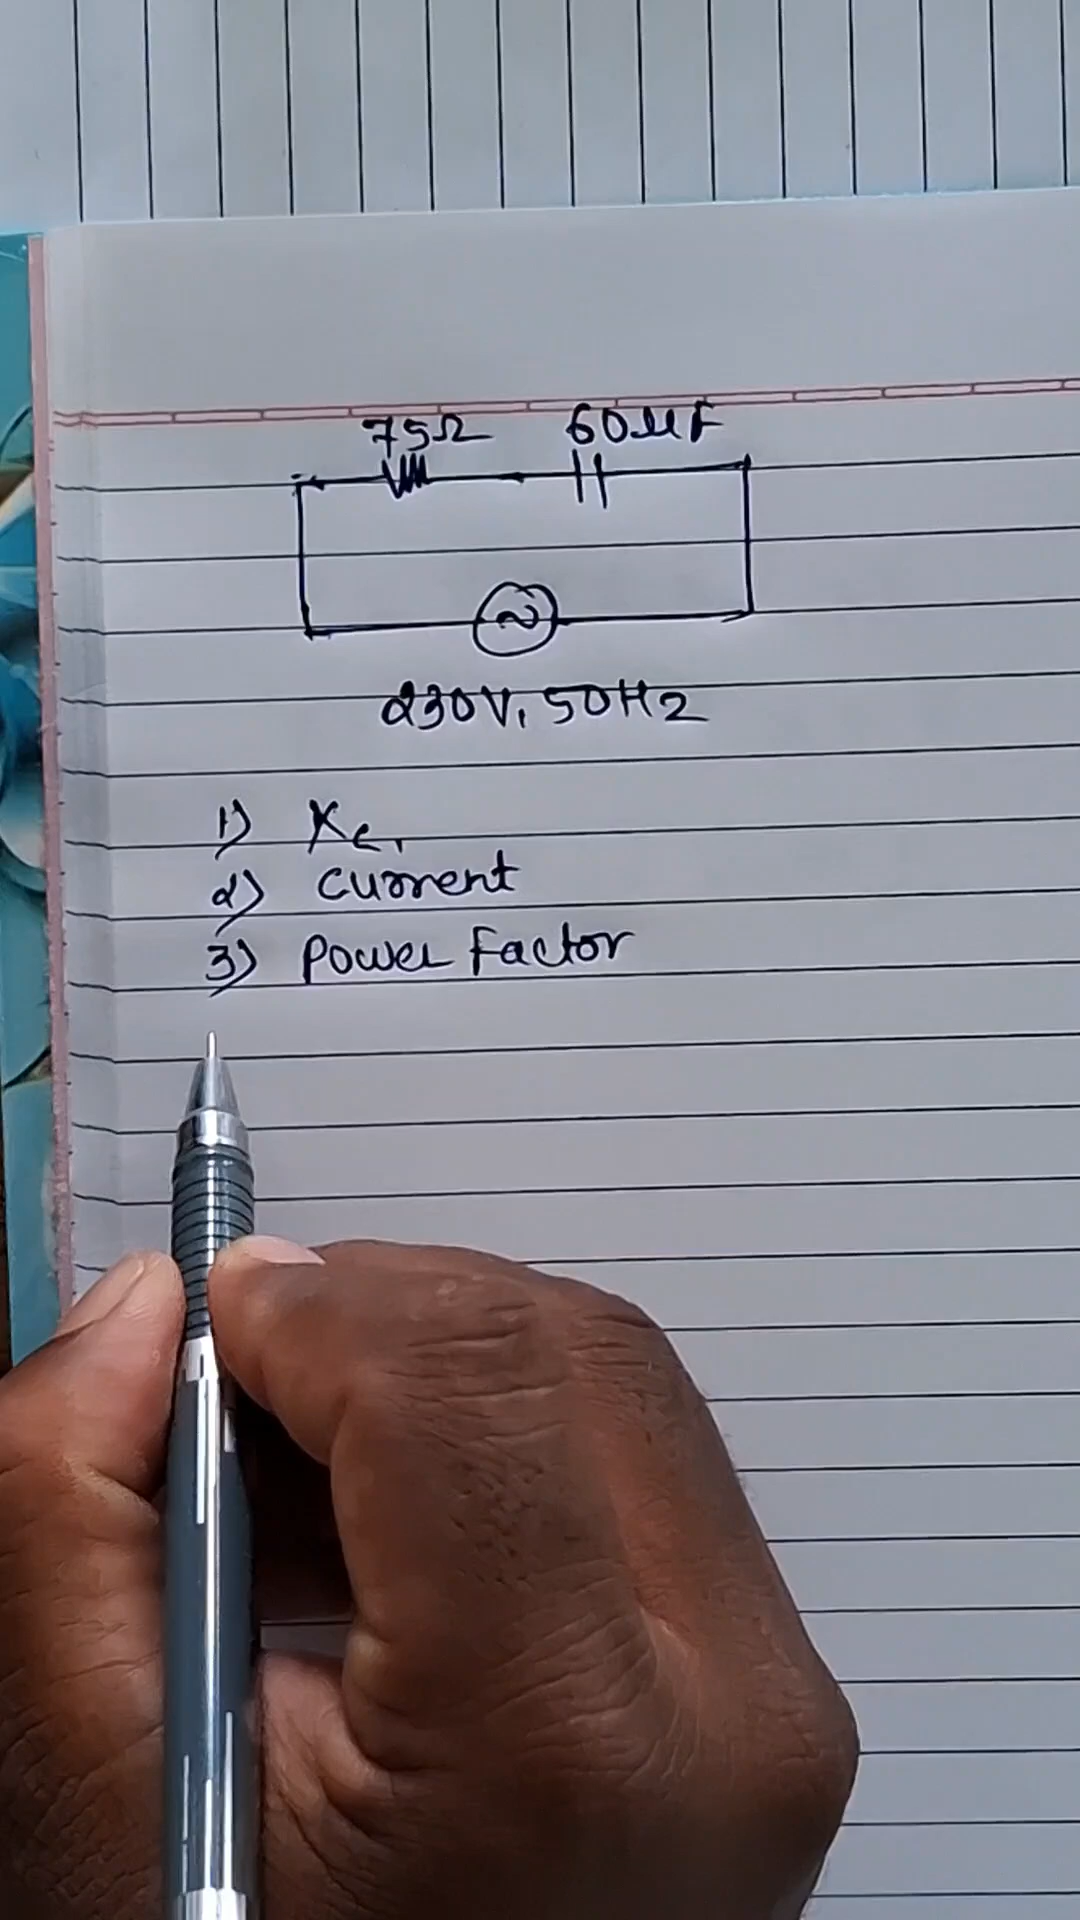 75Ω 60µF
230V, 50Hz
1) Xc,
2) current
3) Power Factor